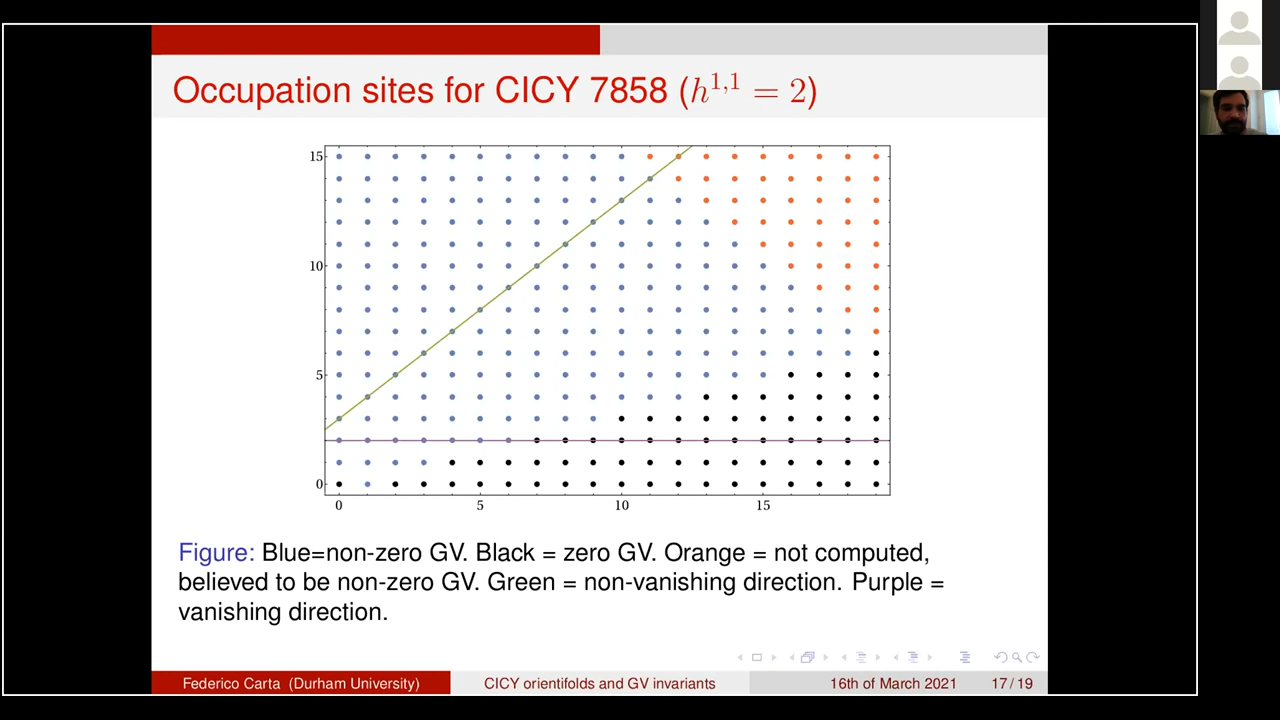 Occupation sites for CICY 7858 (h^{1,1} = 2)
15
10
5
0
0 5 10 15
Figure: Blue=non-zero GV. Black = zero GV. Orange = not computed,
believed to be non-zero GV. Green = non-vanishing direction. Purple =
vanishing direction.
Federico Carta (Durham University) CICY orientifolds and GV invariants 16th of March 2021 17 / 19